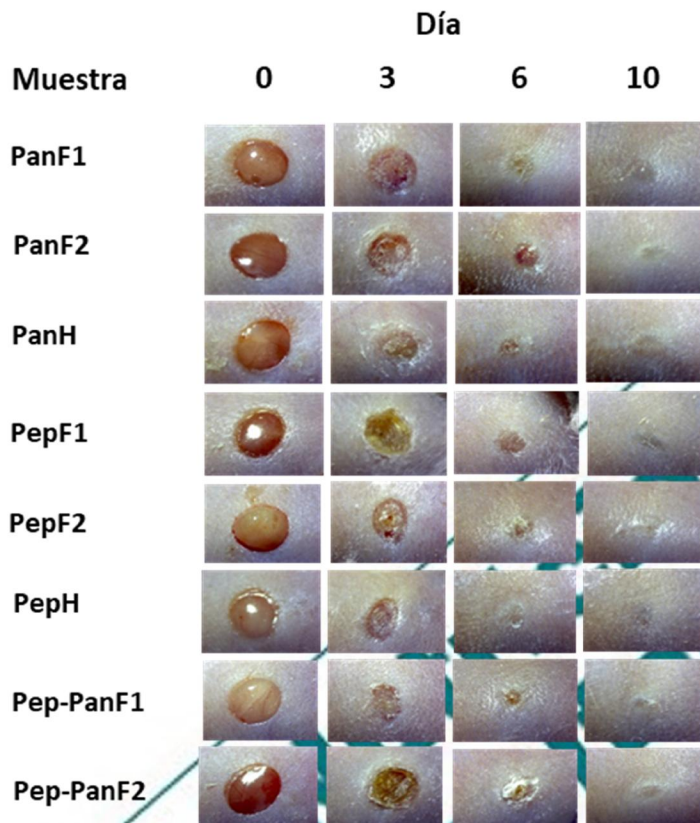 Día
Muestra 0 3 6 10
PanF1
PanF2
PanH
PepF1
PepF2
PepH
Pep-PanF1
Pep-PanF2